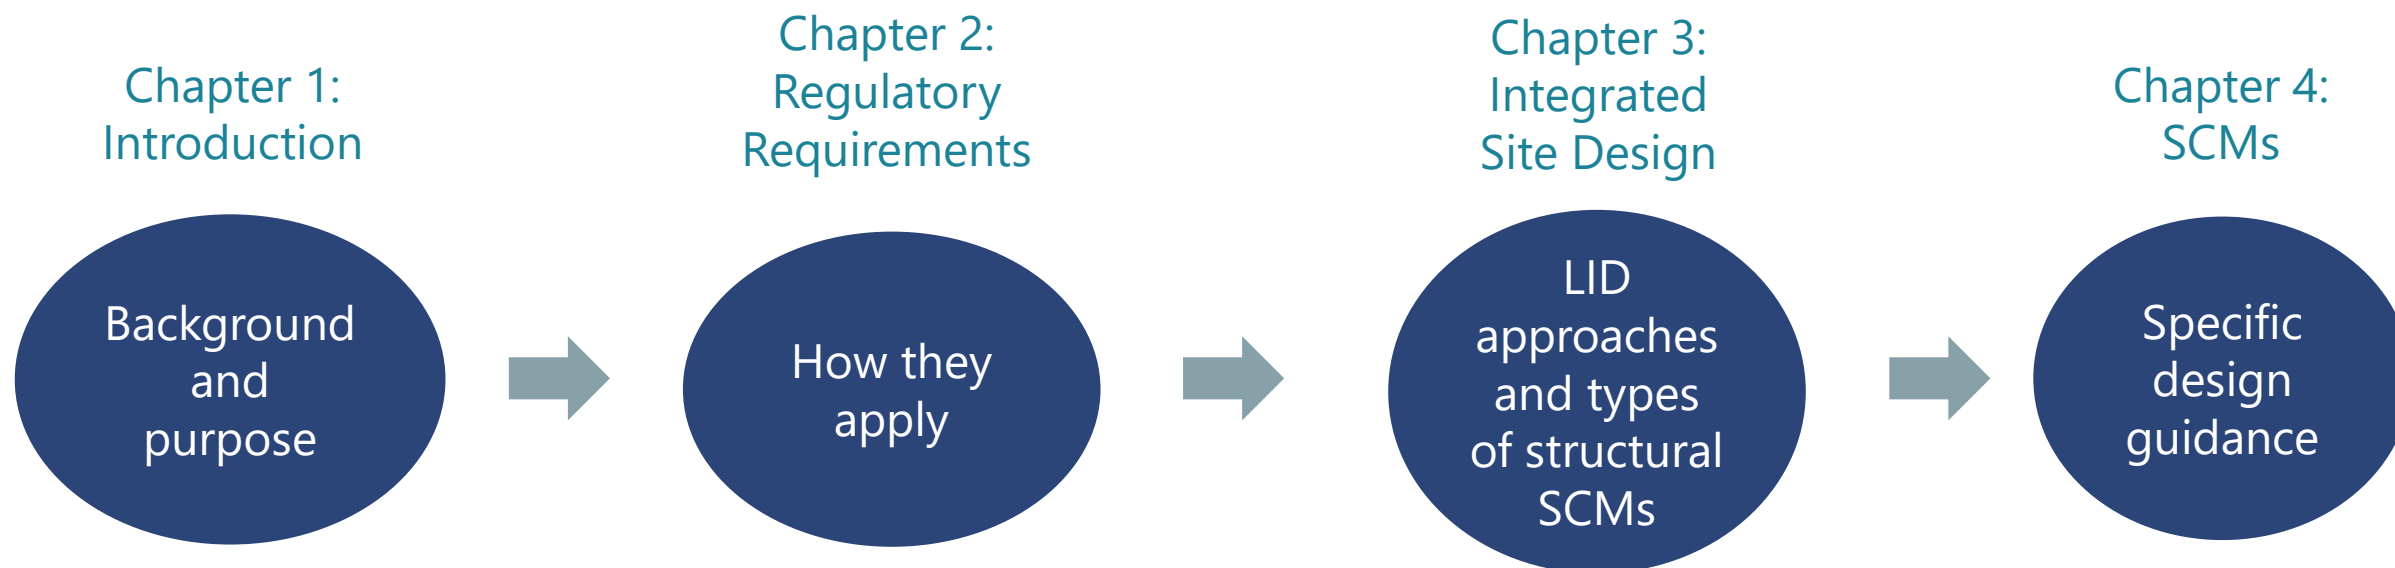 Chapter 1:
Introduction
Background
and
purpose
Chapter 2:
Regulatory
Requirements
How they
apply
Chapter 3:
Integrated
Site Design
LID
approaches
and types
of structural
SCMs
Chapter 4:
SCMs
Specific
design
guidance